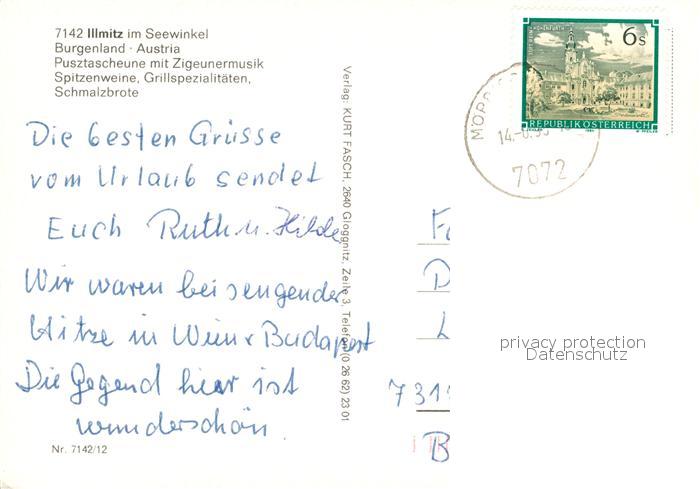 7142 Illmitz im Seewinkel
Burgenland · Austria
Pusztascheune mit Zigeunermusik
Spitzenweine, Grillspezialitäten,
Schmalzbrote
Die besten Grüsse
vom Urlaub sendet
Euch Ruth u. Hilde
Wir waren bei sengender
Hitze in Wien u Budapest
Die Gegend hier ist
wunderschön.
Nr. 7142/12
Verlag: KURT FASCH, 2640 Gloggnitz, Zeile 3, Telefon (0 26 62) 23 01
6s
REPUBLIK ÖSTERREICH
7072
D
L
731
B
privacy protection
Datenschutz